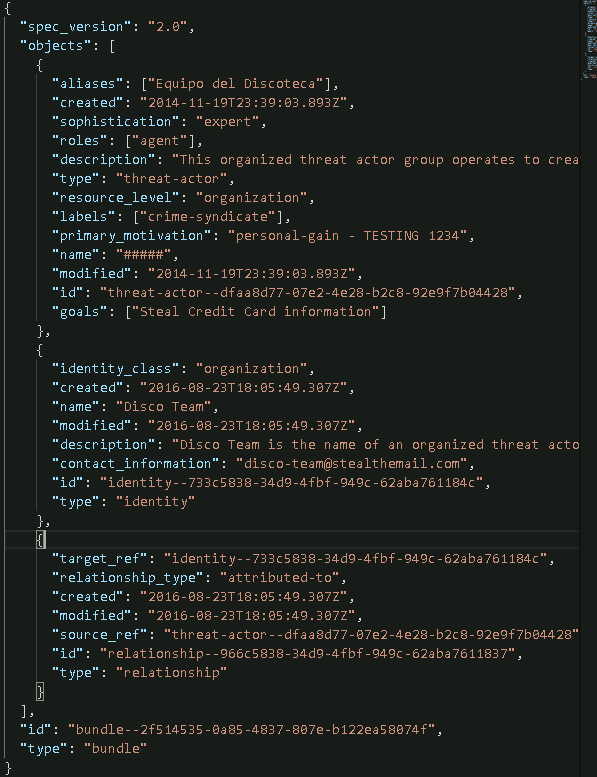 {
"spec_version": "2.0",
"objects": [
{
"aliases": ["Equipo del Discoteca"],
"created": "2014-11-19T23:39:03.893Z",
"sophistication": "expert",
"roles": ["agent"],
"description": "This organized threat actor group operates to crea
"type": "threat-actor",
"resource_level": "organization",
"labels": ["crime-syndicate"],
"primary_motivation": "personal-gain - TESTING 1234",
"name": "#####",
"modified": "2014-11-19T23:39:03.893Z",
"id": "threat-actor--dfaa8d77-07e2-4e28-b2c8-92e9f7b04428",
"goals": ["Steal Credit Card information"]
},
{
"identity_class": "organization",
"created": "2016-08-23T18:05:49.307Z",
"name": "Disco Team",
"modified": "2016-08-23T18:05:49.307Z",
"description": "Disco Team is the name of an organized threat acto
"contact_information": "disco-team@stealthemail.com",
"id": "identity--733c5838-34d9-4fbf-949c-62aba761184c",
"type": "identity"
},
{
"target_ref": "identity--733c5838-34d9-4fbf-949c-62aba761184c",
"relationship_type": "attributed-to",
"created": "2016-08-23T18:05:49.307Z",
"modified": "2016-08-23T18:05:49.307Z",
"source_ref": "threat-actor--dfaa8d77-07e2-4e28-b2c8-92e9f7b04428"
"id": "relationship--966c5838-34d9-4fbf-949c-62aba7611837",
"type": "relationship"
}
],
"id": "bundle--2f514535-0a85-4837-807e-b122ea58074f",
"type": "bundle"
}